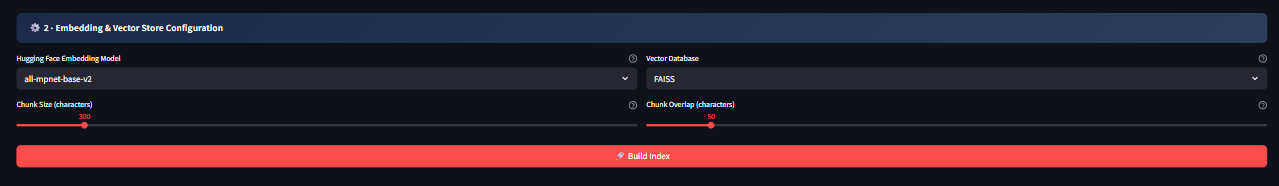 2 · Embedding & Vector Store Configuration
Hugging Face Embedding Model
Vector Database
all-mpnet-base-v2
FAISS
Chunk Size (characters)
Chunk Overlap (characters)
300
50
Build Index